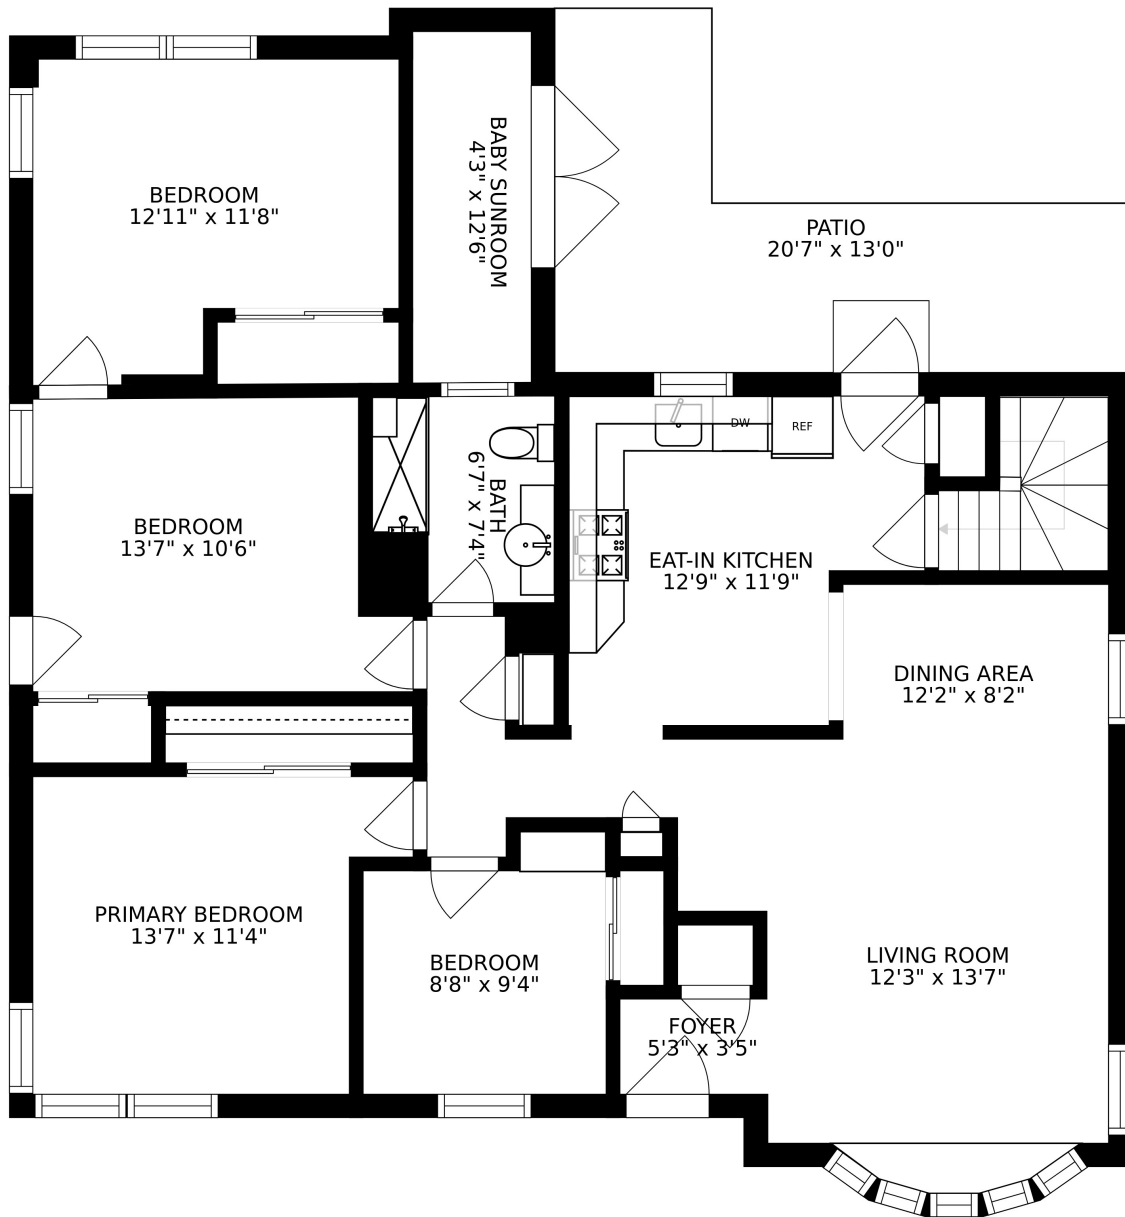 BEDROOM
12'11" x 11'8"
BABY SUNROOM
4'3" x 12'6"
PATIO
20'7" x 13'0"
BEDROOM
13'7" x 10'6"
BATH
6'7" x 7'4"
DW
REF
EAT-IN KITCHEN
12'9" x 11'9"
DINING AREA
12'2" x 8'2"
PRIMARY BEDROOM
13'7" x 11'4"
BEDROOM
8'8" x 9'4"
LIVING ROOM
12'3" x 13'7"
FOYER
5'3" x 3'5"